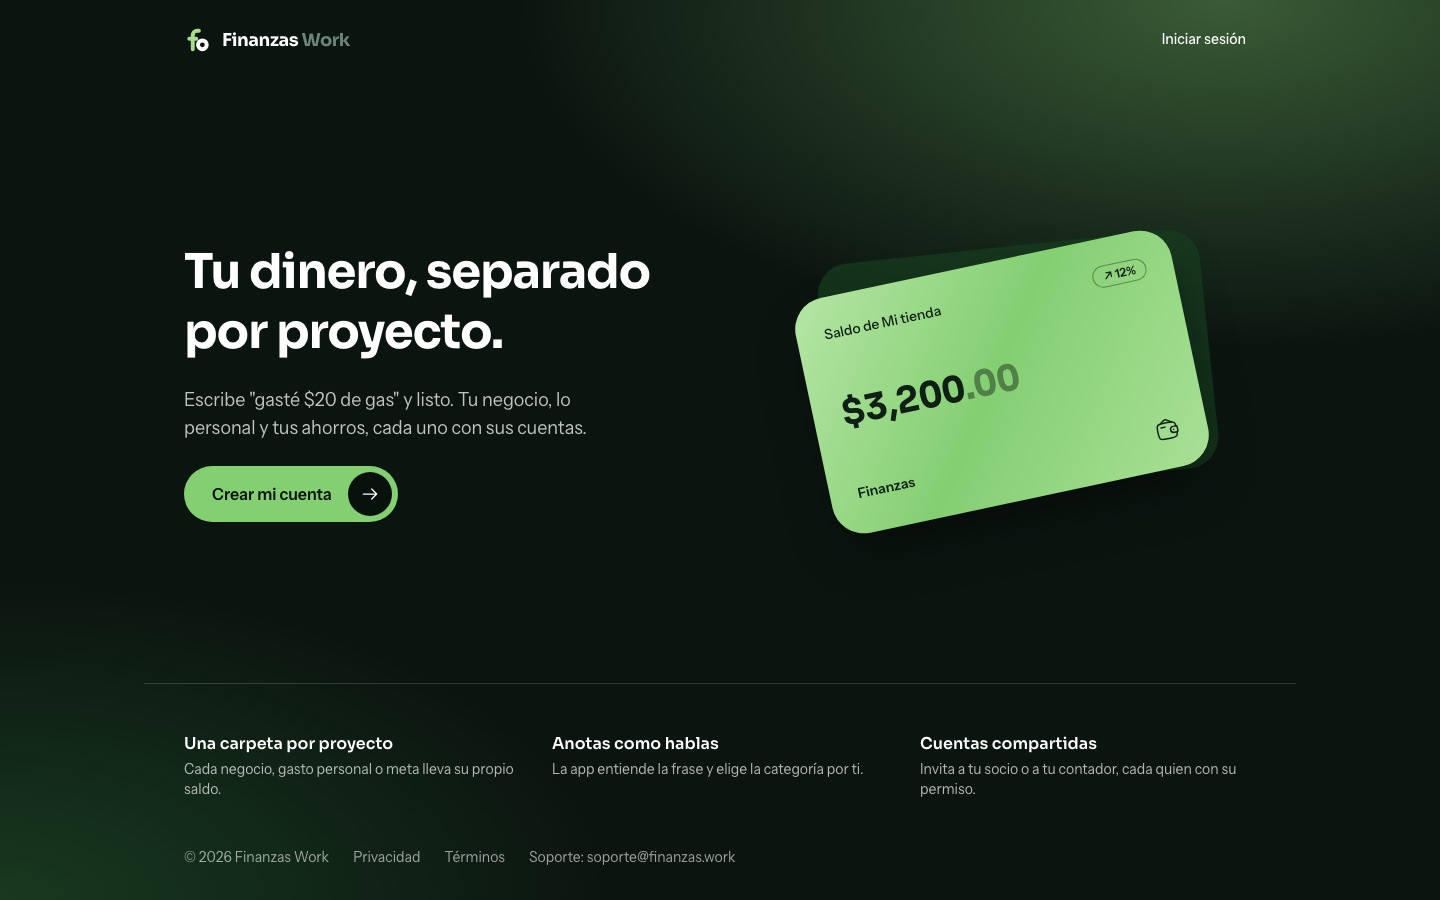 Finanzas Work
Iniciar sesión
Tu dinero, separado
por proyecto.
Escribe "gasté $20 de gas" y listo. Tu negocio, lo
personal y tus ahorros, cada uno con sus cuentas.
Crear mi cuenta
↗ 12%
Saldo de Mi tienda
$3,200.00
Finanzas
Una carpeta por proyecto
Cada negocio, gasto personal o meta lleva su propio
saldo.
Anotas como hablas
La app entiende la frase y elige la categoría por ti.
Cuentas compartidas
Invita a tu socio o a tu contador, cada quien con su
permiso.
© 2026 Finanzas Work Privacidad Términos Soporte: soporte@finanzas.work